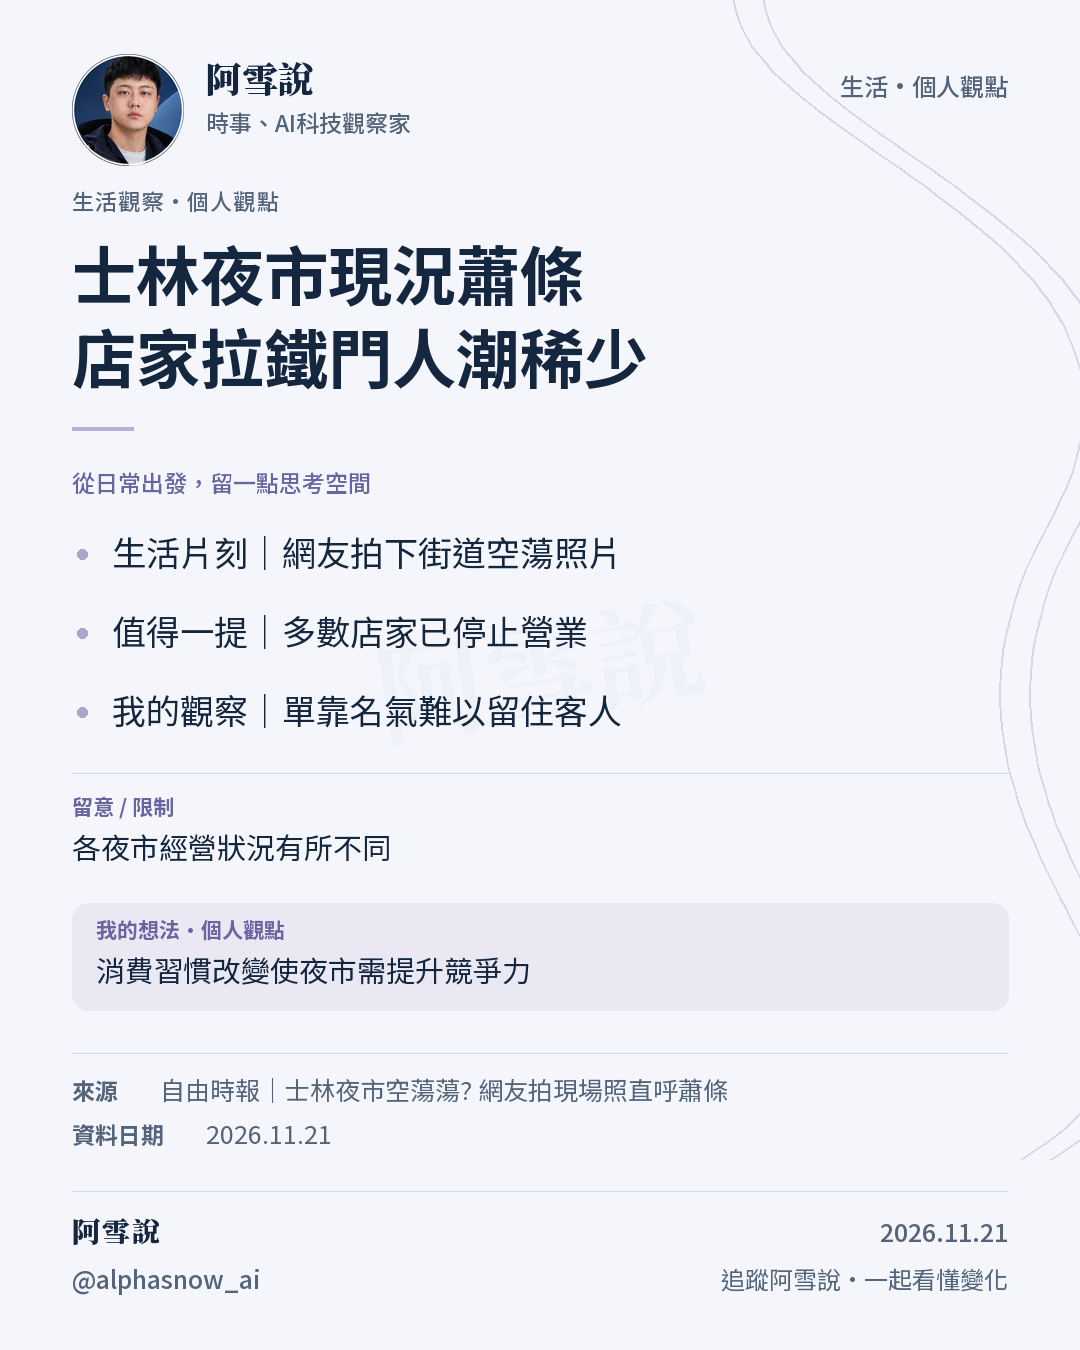 阿雪說
時事、AI科技觀察家
生活・個人觀點
生活觀察・個人觀點
士林夜市現況蕭條
店家拉鐵門人潮稀少
從日常出發，留一點思考空間
生活片刻｜網友拍下街道空蕩照片
值得一提｜多數店家已停止營業
我的觀察｜單靠名氣難以留住客人
阿雪說
留意 / 限制
各夜市經營狀況有所不同
我的想法・個人觀點
消費習慣改變使夜市需提升競爭力
來源 自由時報｜士林夜市空蕩蕩? 網友拍現場照直呼蕭條
資料日期 2026.11.21
阿雪說
2026.11.21
@alphasnow_ai
追蹤阿雪說・一起看懂變化